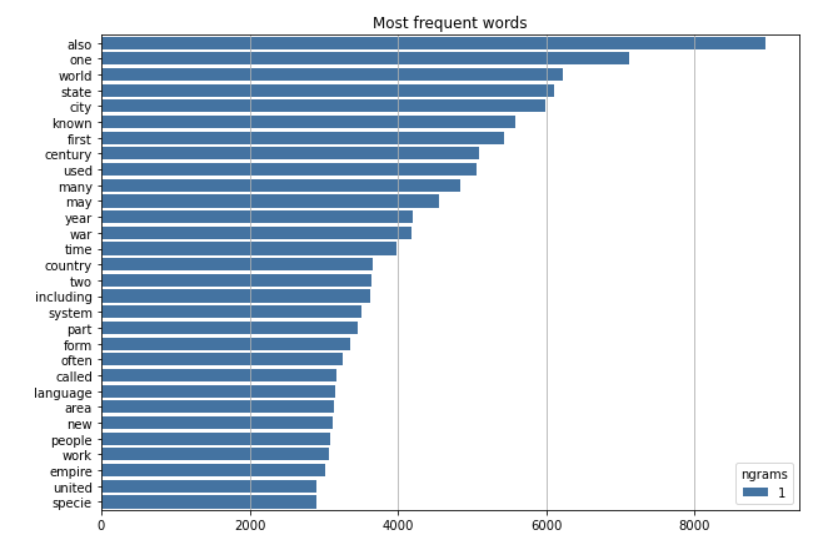 Most frequent words
also
one
world
state
city
known
first
century
used
many
may
year
war
time
country
two
including
system
part
form
often
called
language
area
new
people
work
empire
united
specie
ngrams
1
0 2000 4000 6000 8000